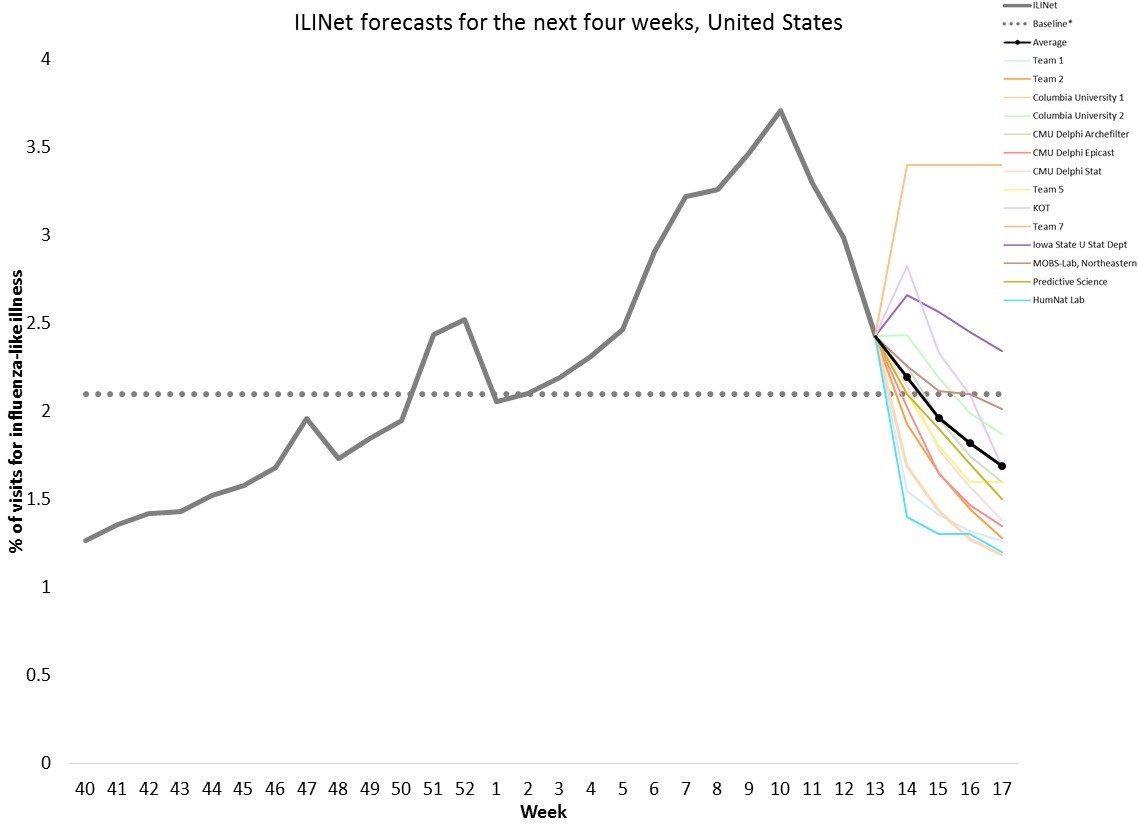 ILINet forecasts for the next four weeks, United States
ILINet
Baseline*
Average
Team 1
Team 2
Columbia University 1
Columbia University 2
CMU Delphi Archefilter
CMU Delphi Epicast
CMU Delphi Stat
Team 5
KOT
Team 7
Iowa State U Stat Dept
MOBS-Lab, Northeastern
Predictive Science
HumNat Lab
% of visits for influenza-like illness
4
3.5
3
2.5
2
1.5
1
0.5
0
40 41 42 43 44 45 46 47 48 49 50 51 52 1 2 3 4 5 6 7 8 9 10 11 12 13 14 15 16 17
Week